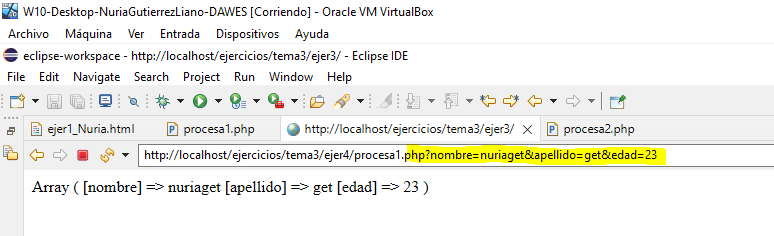 W10-Desktop-NuriaGutierrezLiano-DAWES [Corriendo] - Oracle VM VirtualBox
Archivo Máquina Ver Entrada Dispositivos Ayuda
eclipse-workspace - http://localhost/ejercicios/tema3/ejer3/ - Eclipse IDE
File Edit Navigate Search Project Run Window Help
ejer1_Nuria.html procesa1.php http://localhost/ejercicios/tema3/ejer3/ procesa2.php
http://localhost/ejercicios/tema3/ejer4/procesa1.php?nombre=nuriaget&apellido=get&edad=23
Array ( [nombre] => nuriaget [apellido] => get [edad] => 23 )